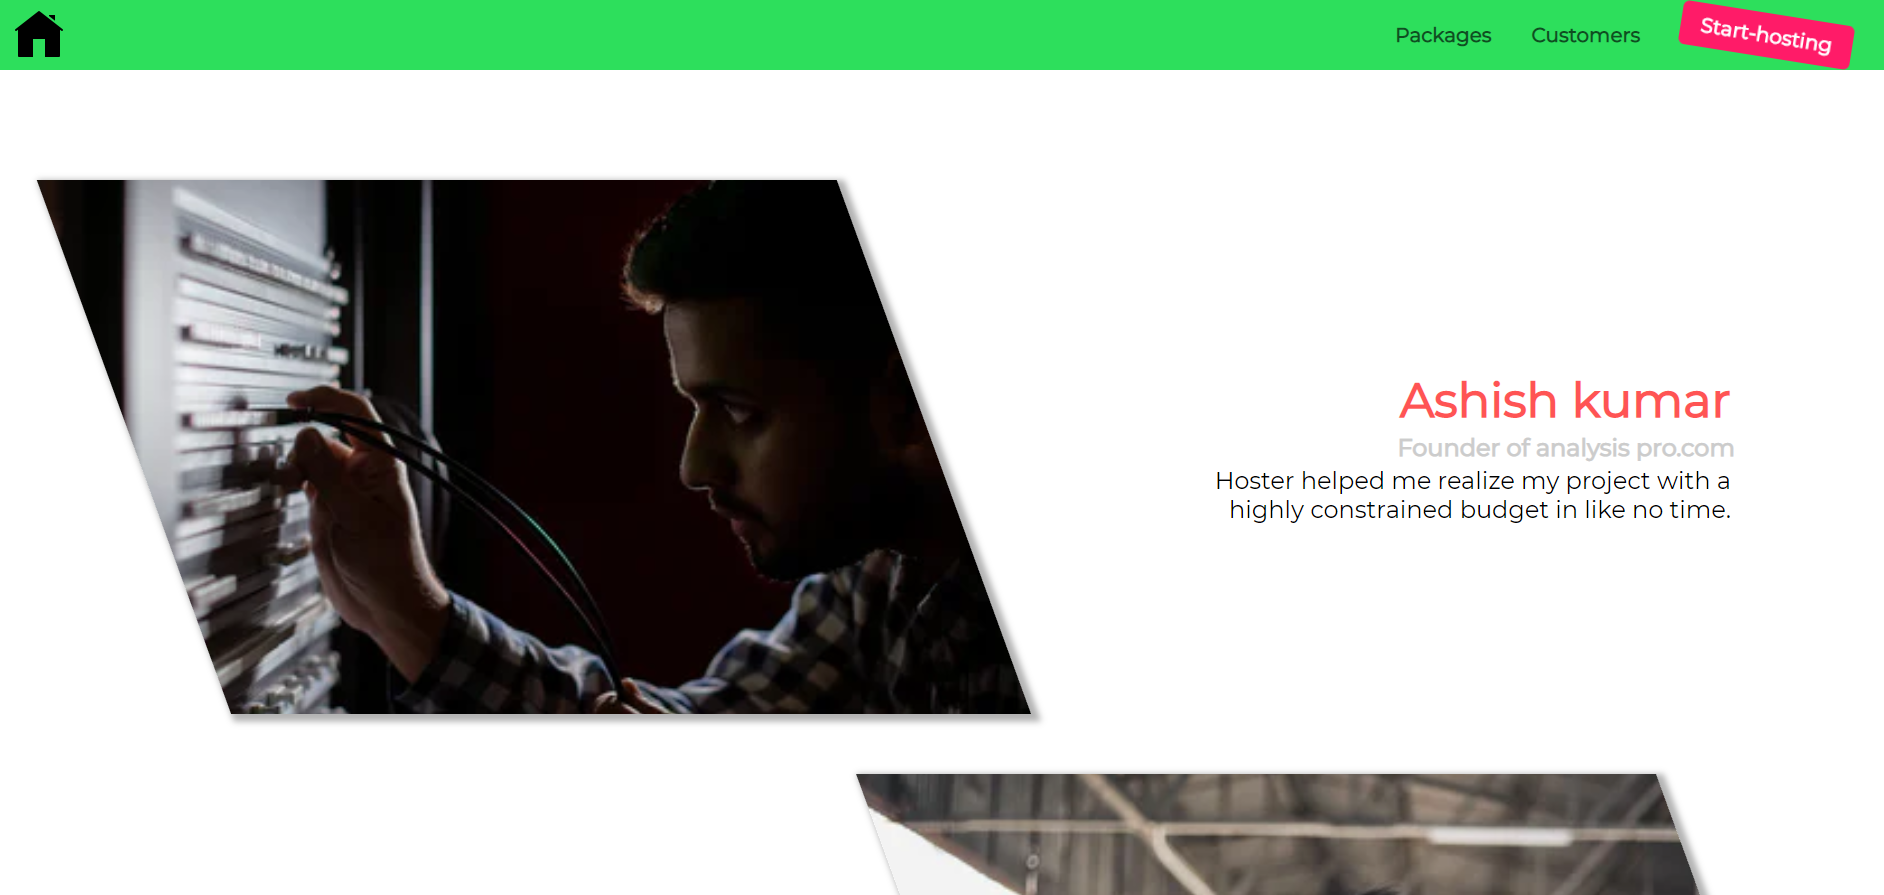 Packages
Customers
Start-hosting
Ashish kumar
Founder of analysis pro.com
Hoster helped me realize my project with a
highly constrained budget in like no time.